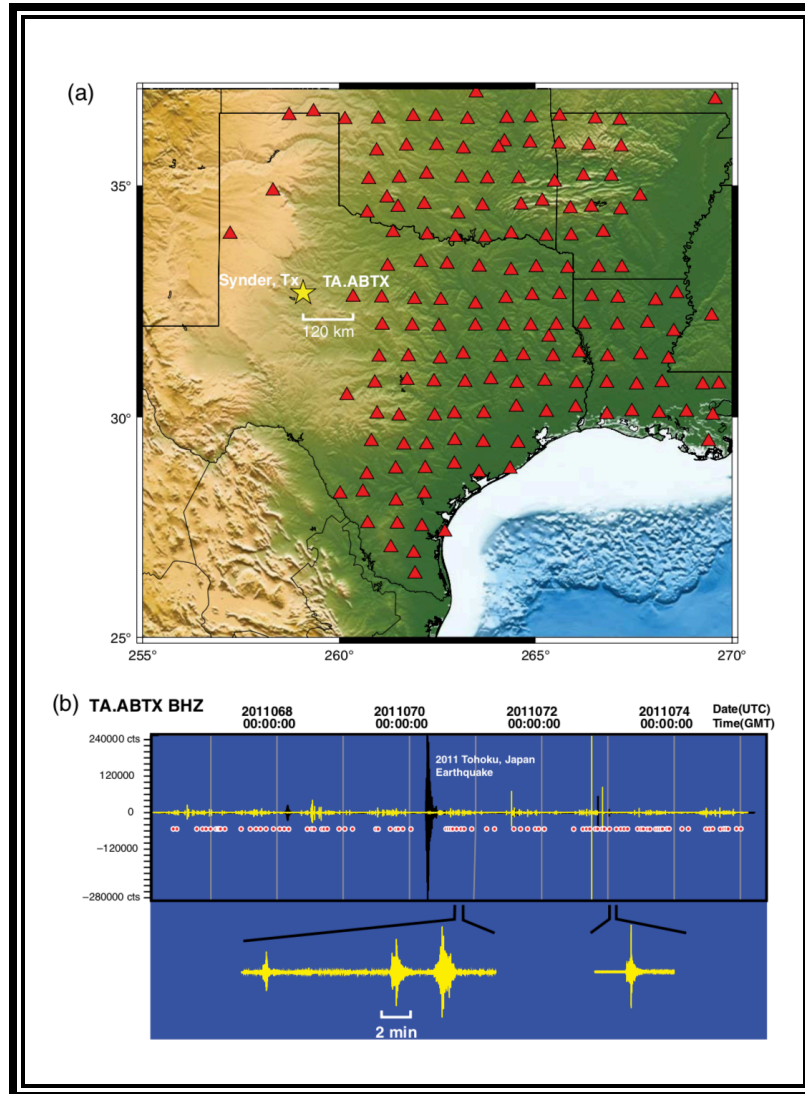 (a)
35°
Synder, Tx TA.ABTX
120 km
30°
25°
255° 260° 265° 270°
(b) TA.ABTX BHZ
2011068 2011070 2011072 2011074 Date(UTC)
00:00:00 00:00:00 00:00:00 00:00:00 Time(GMT)
240000 cts
2011 Tohoku, Japan
Earthquake
120000
0
−120000
−280000 cts
2 min